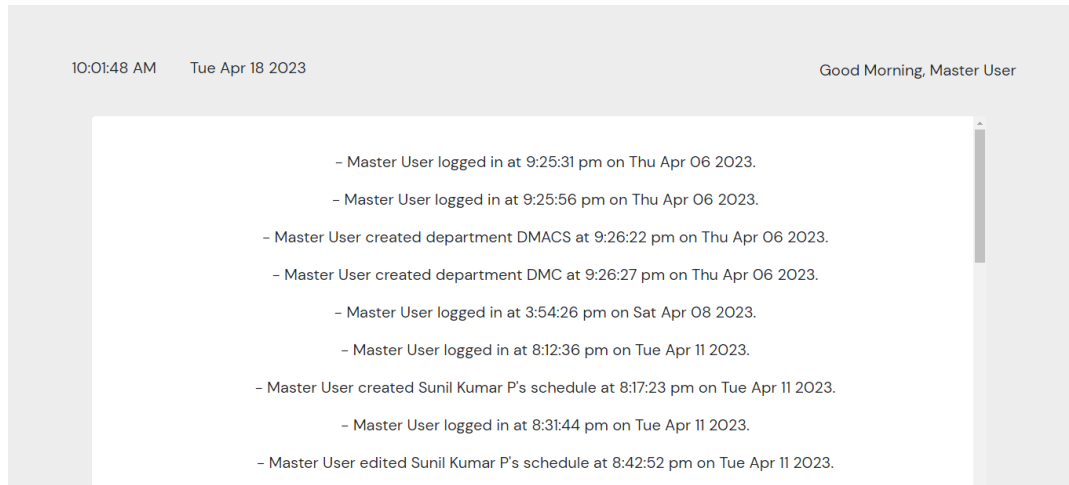 10:01:48 AM Tue Apr 18 2023 Good Morning, Master User
- Master User logged in at 9:25:31 pm on Thu Apr 06 2023.
- Master User logged in at 9:25:56 pm on Thu Apr 06 2023.
- Master User created department DMACS at 9:26:22 pm on Thu Apr 06 2023.
- Master User created department DMC at 9:26:27 pm on Thu Apr 06 2023.
- Master User logged in at 3:54:26 pm on Sat Apr 08 2023.
- Master User logged in at 8:12:36 pm on Tue Apr 11 2023.
- Master User created Sunil Kumar P's schedule at 8:17:23 pm on Tue Apr 11 2023.
- Master User logged in at 8:31:44 pm on Tue Apr 11 2023.
- Master User edited Sunil Kumar P's schedule at 8:42:52 pm on Tue Apr 11 2023.